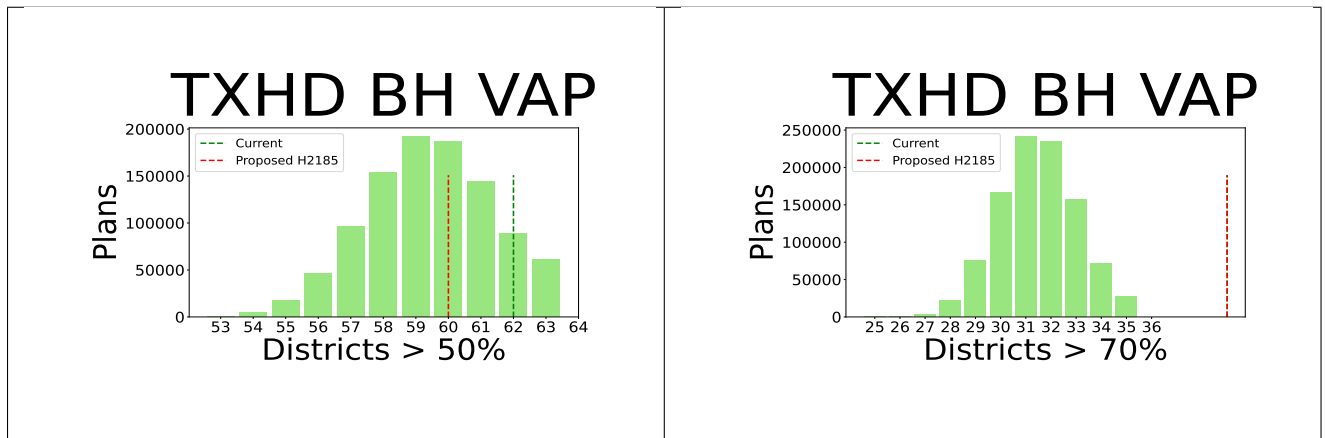 TXHD BH VAP
200000
150000
100000
50000
0
Plans
Current
Proposed H2185
53 54 55 56 57 58 59 60 61 62 63 64
Districts > 50%
TXHD BH VAP
250000
200000
150000
100000
50000
0
Plans
Current
Proposed H2185
25 26 27 28 29 30 31 32 33 34 35 36
Districts > 70%